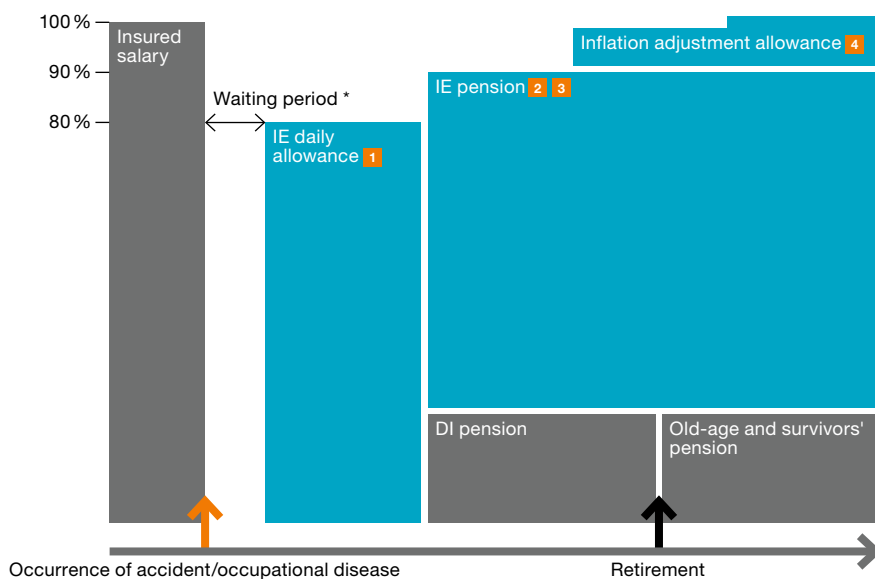 100 %
Insured
salary
Inflation adjustment allowance 4
90 %
IE pension 2 3
Waiting period *
80 %
IE daily
allowance 1
DI pension
Old-age and survivors'
pension
Occurrence of accident/occupational disease
Retirement